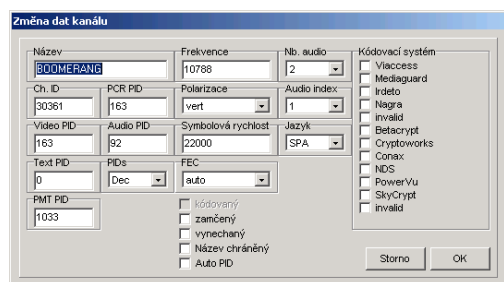 Změna dat kanálu
Název
BOOMERANG
Frekvence
10788
Nb. audio
2
Ch. ID
30361
PCR PID
163
Polarizace
vert
Audio index
1
Video PID
163
Audio PID
92
Symbolová rychlost
22000
Jazyk
SPA
Text PID
0
PIDs
Dec
FEC
auto
PMT PID
1033
kódovaný
zamčený
vynechaný
Název chráněný
Auto PID
Kódovací systém
Viaccess
Mediaguard
Irdeto
Nagra
invalid
Betacrypt
Cryptoworks
Conax
NDS
PowerVu
SkyCrypt
invalid
Storno
OK